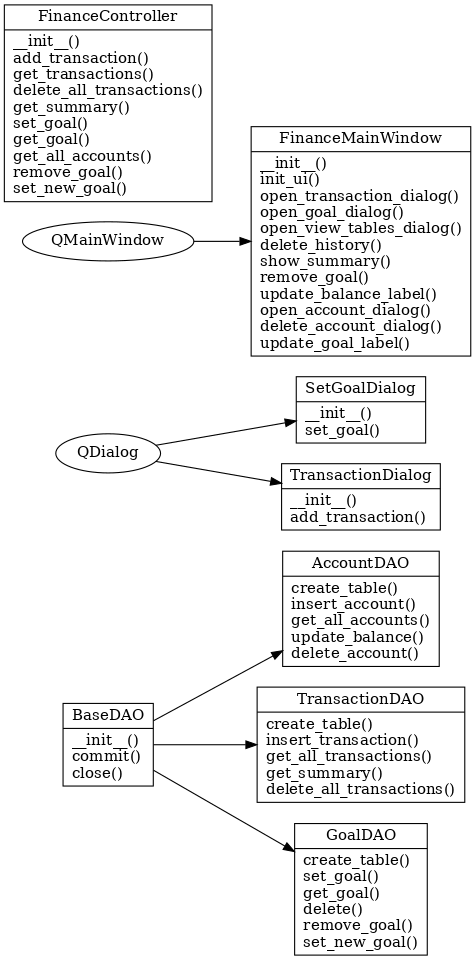 FinanceController
__init__()
add_transaction()
get_transactions()
delete_all_transactions()
get_summary()
set_goal()
get_goal()
get_all_accounts()
remove_goal()
set_new_goal()
QMainWindow
FinanceMainWindow
__init__()
init_ui()
open_transaction_dialog()
open_goal_dialog()
open_view_tables_dialog()
delete_history()
show_summary()
remove_goal()
update_balance_label()
open_account_dialog()
delete_account_dialog()
update_goal_label()
QDialog
SetGoalDialog
__init__()
set_goal()
TransactionDialog
__init__()
add_transaction()
BaseDAO
__init__()
commit()
close()
AccountDAO
create_table()
insert_account()
get_all_accounts()
update_balance()
delete_account()
TransactionDAO
create_table()
insert_transaction()
get_all_transactions()
get_summary()
delete_all_transactions()
GoalDAO
create_table()
set_goal()
get_goal()
delete()
remove_goal()
set_new_goal()